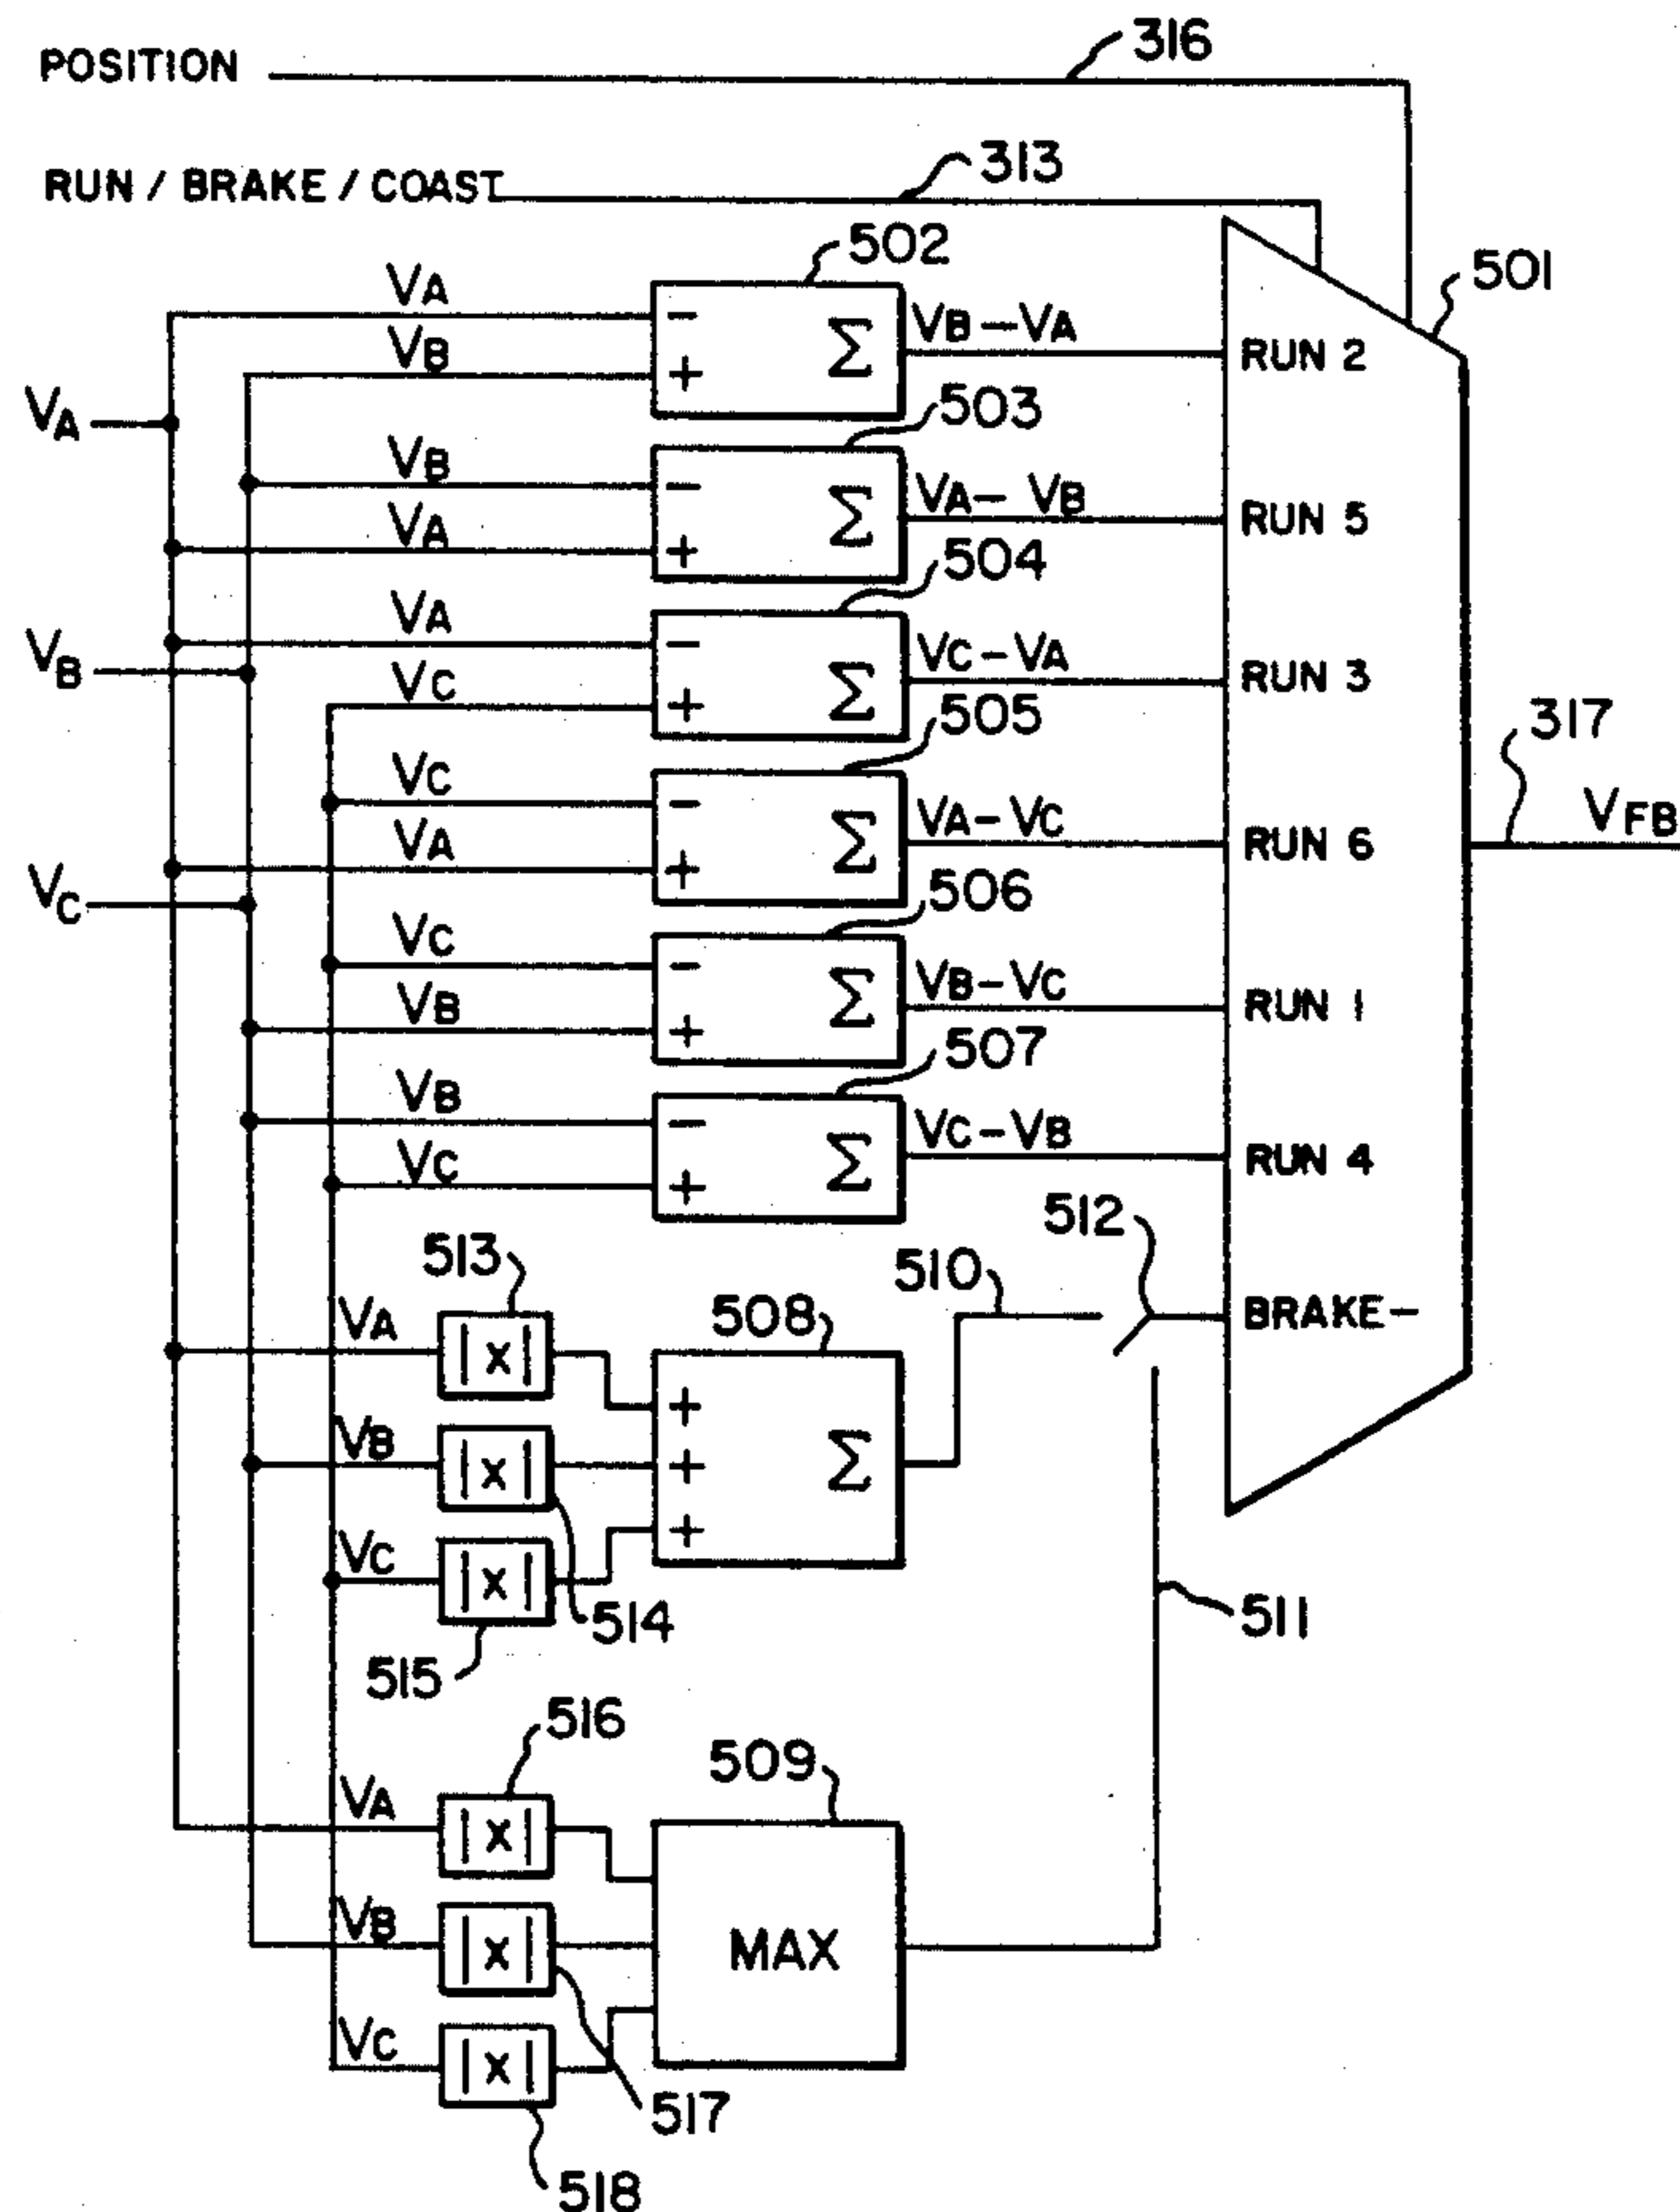 POSITION
316
RUN / BRAKE / COAST
313
502
501
VA
VB
- + Σ
VB-VA
RUN 2
503
VA
VB
VA
- + Σ
VA- VB
RUN 5
504
VB
VA
VC
- + Σ
VC-VA
RUN 3
505
317
VFB
VC
VA
- + Σ
VA-VC
RUN 6
506
VC
VC
VB
- + Σ
VB-VC
RUN 1
507
VB
VC
- + Σ
VC-VB
RUN 4
512
513
510
508
BRAKE-
VA
|X|
VB
|X|
VC
|X|
+ + + Σ
514
511
515
516
509
VA
|X|
VB
|X|
MAX
VC
|X|
517
518